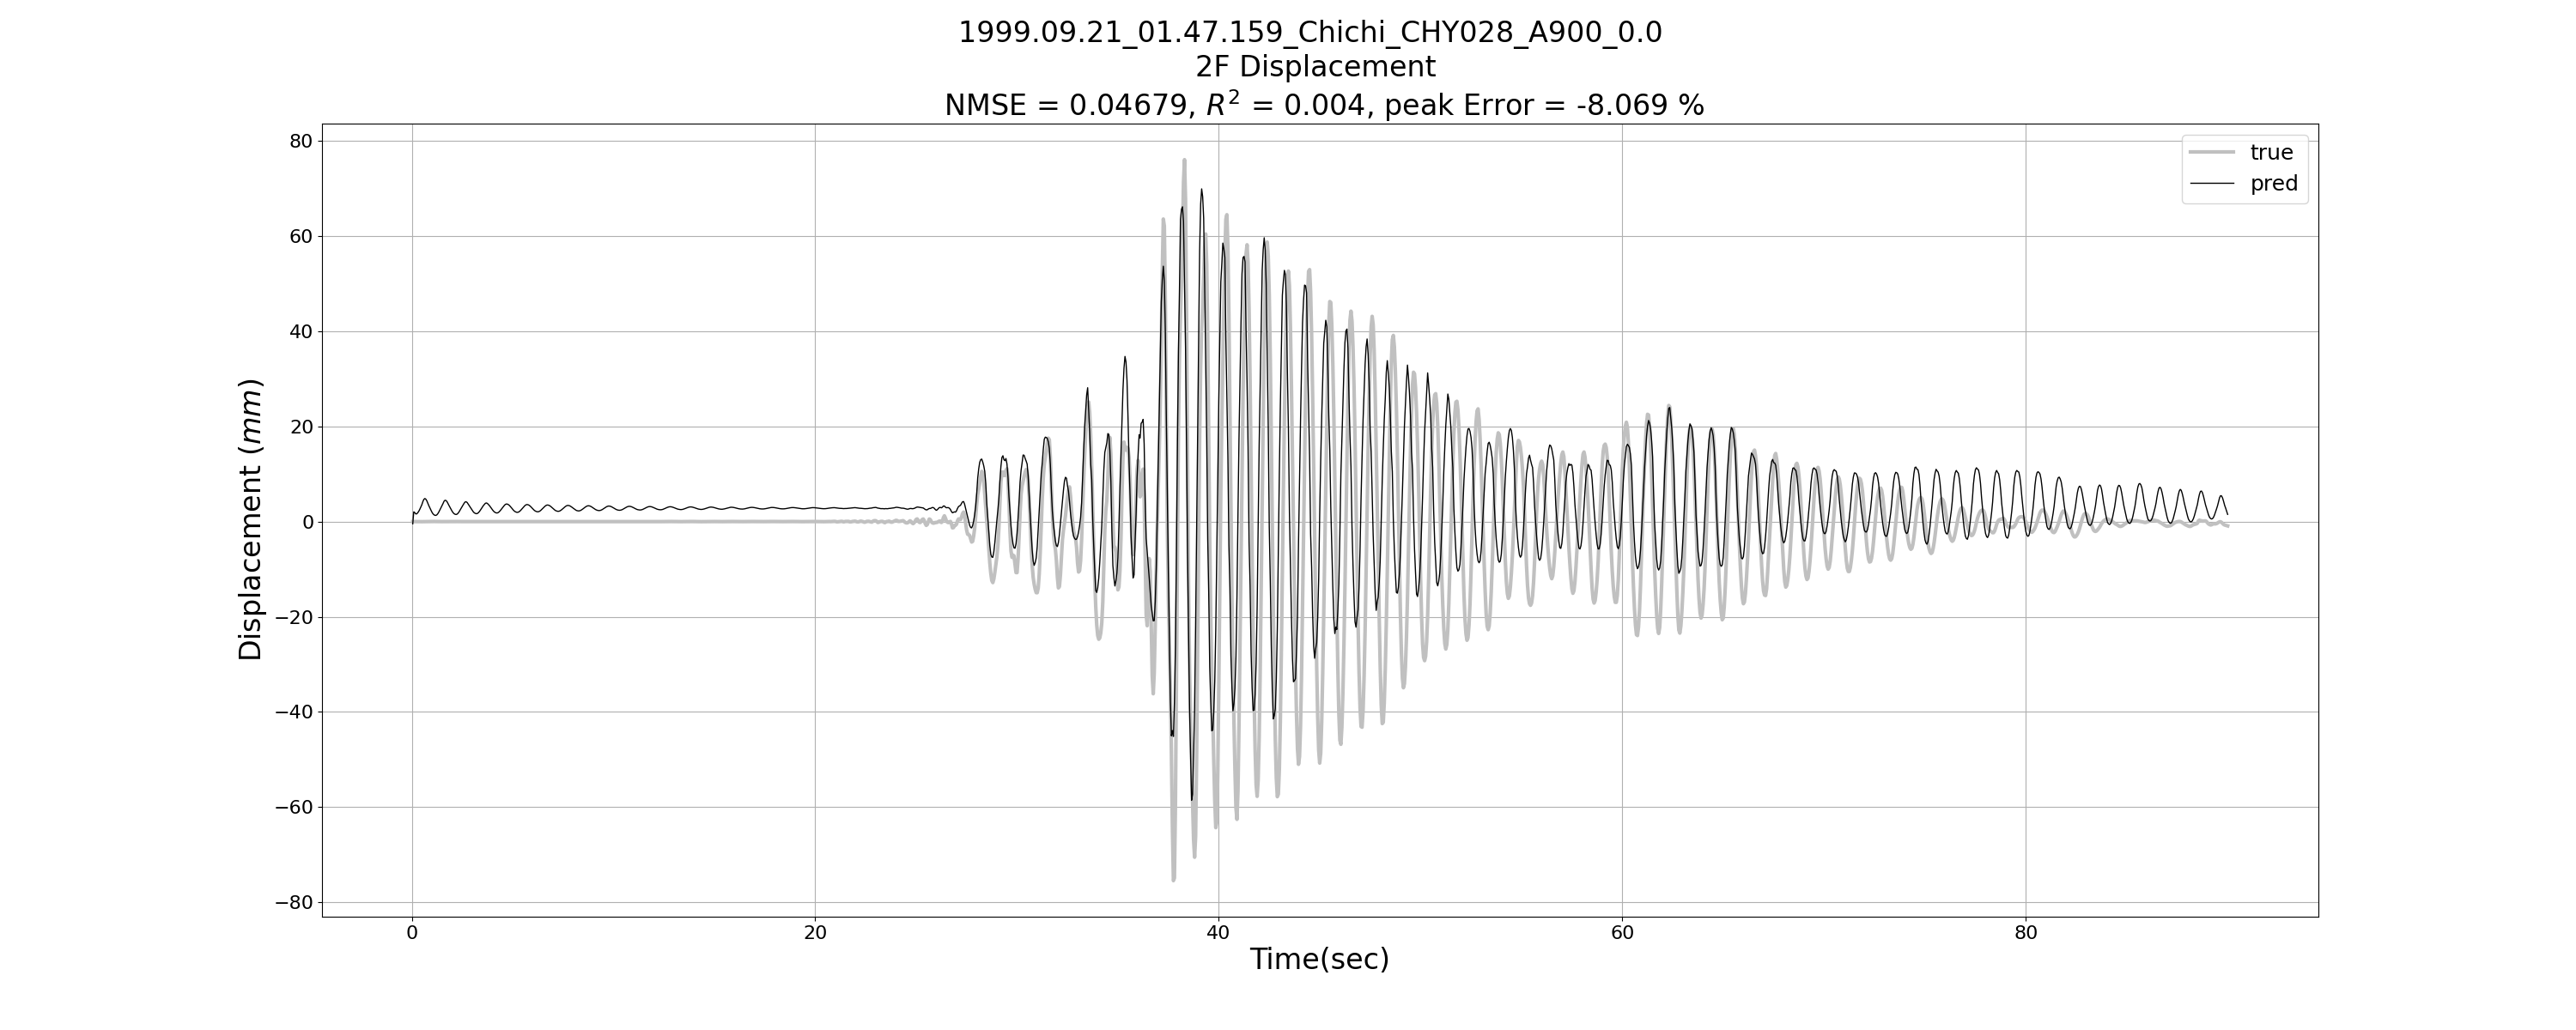 1999.09.21_01.47.159_Chichi_CHY028_A900_0.0
2F Displacement
NMSE = 0.04679, R² = 0.004, peak Error = -8.069 %
true
pred
Displacement (mm)
80
60
40
20
0
−20
−40
−60
−80
0 20 40 60 80
Time(sec)